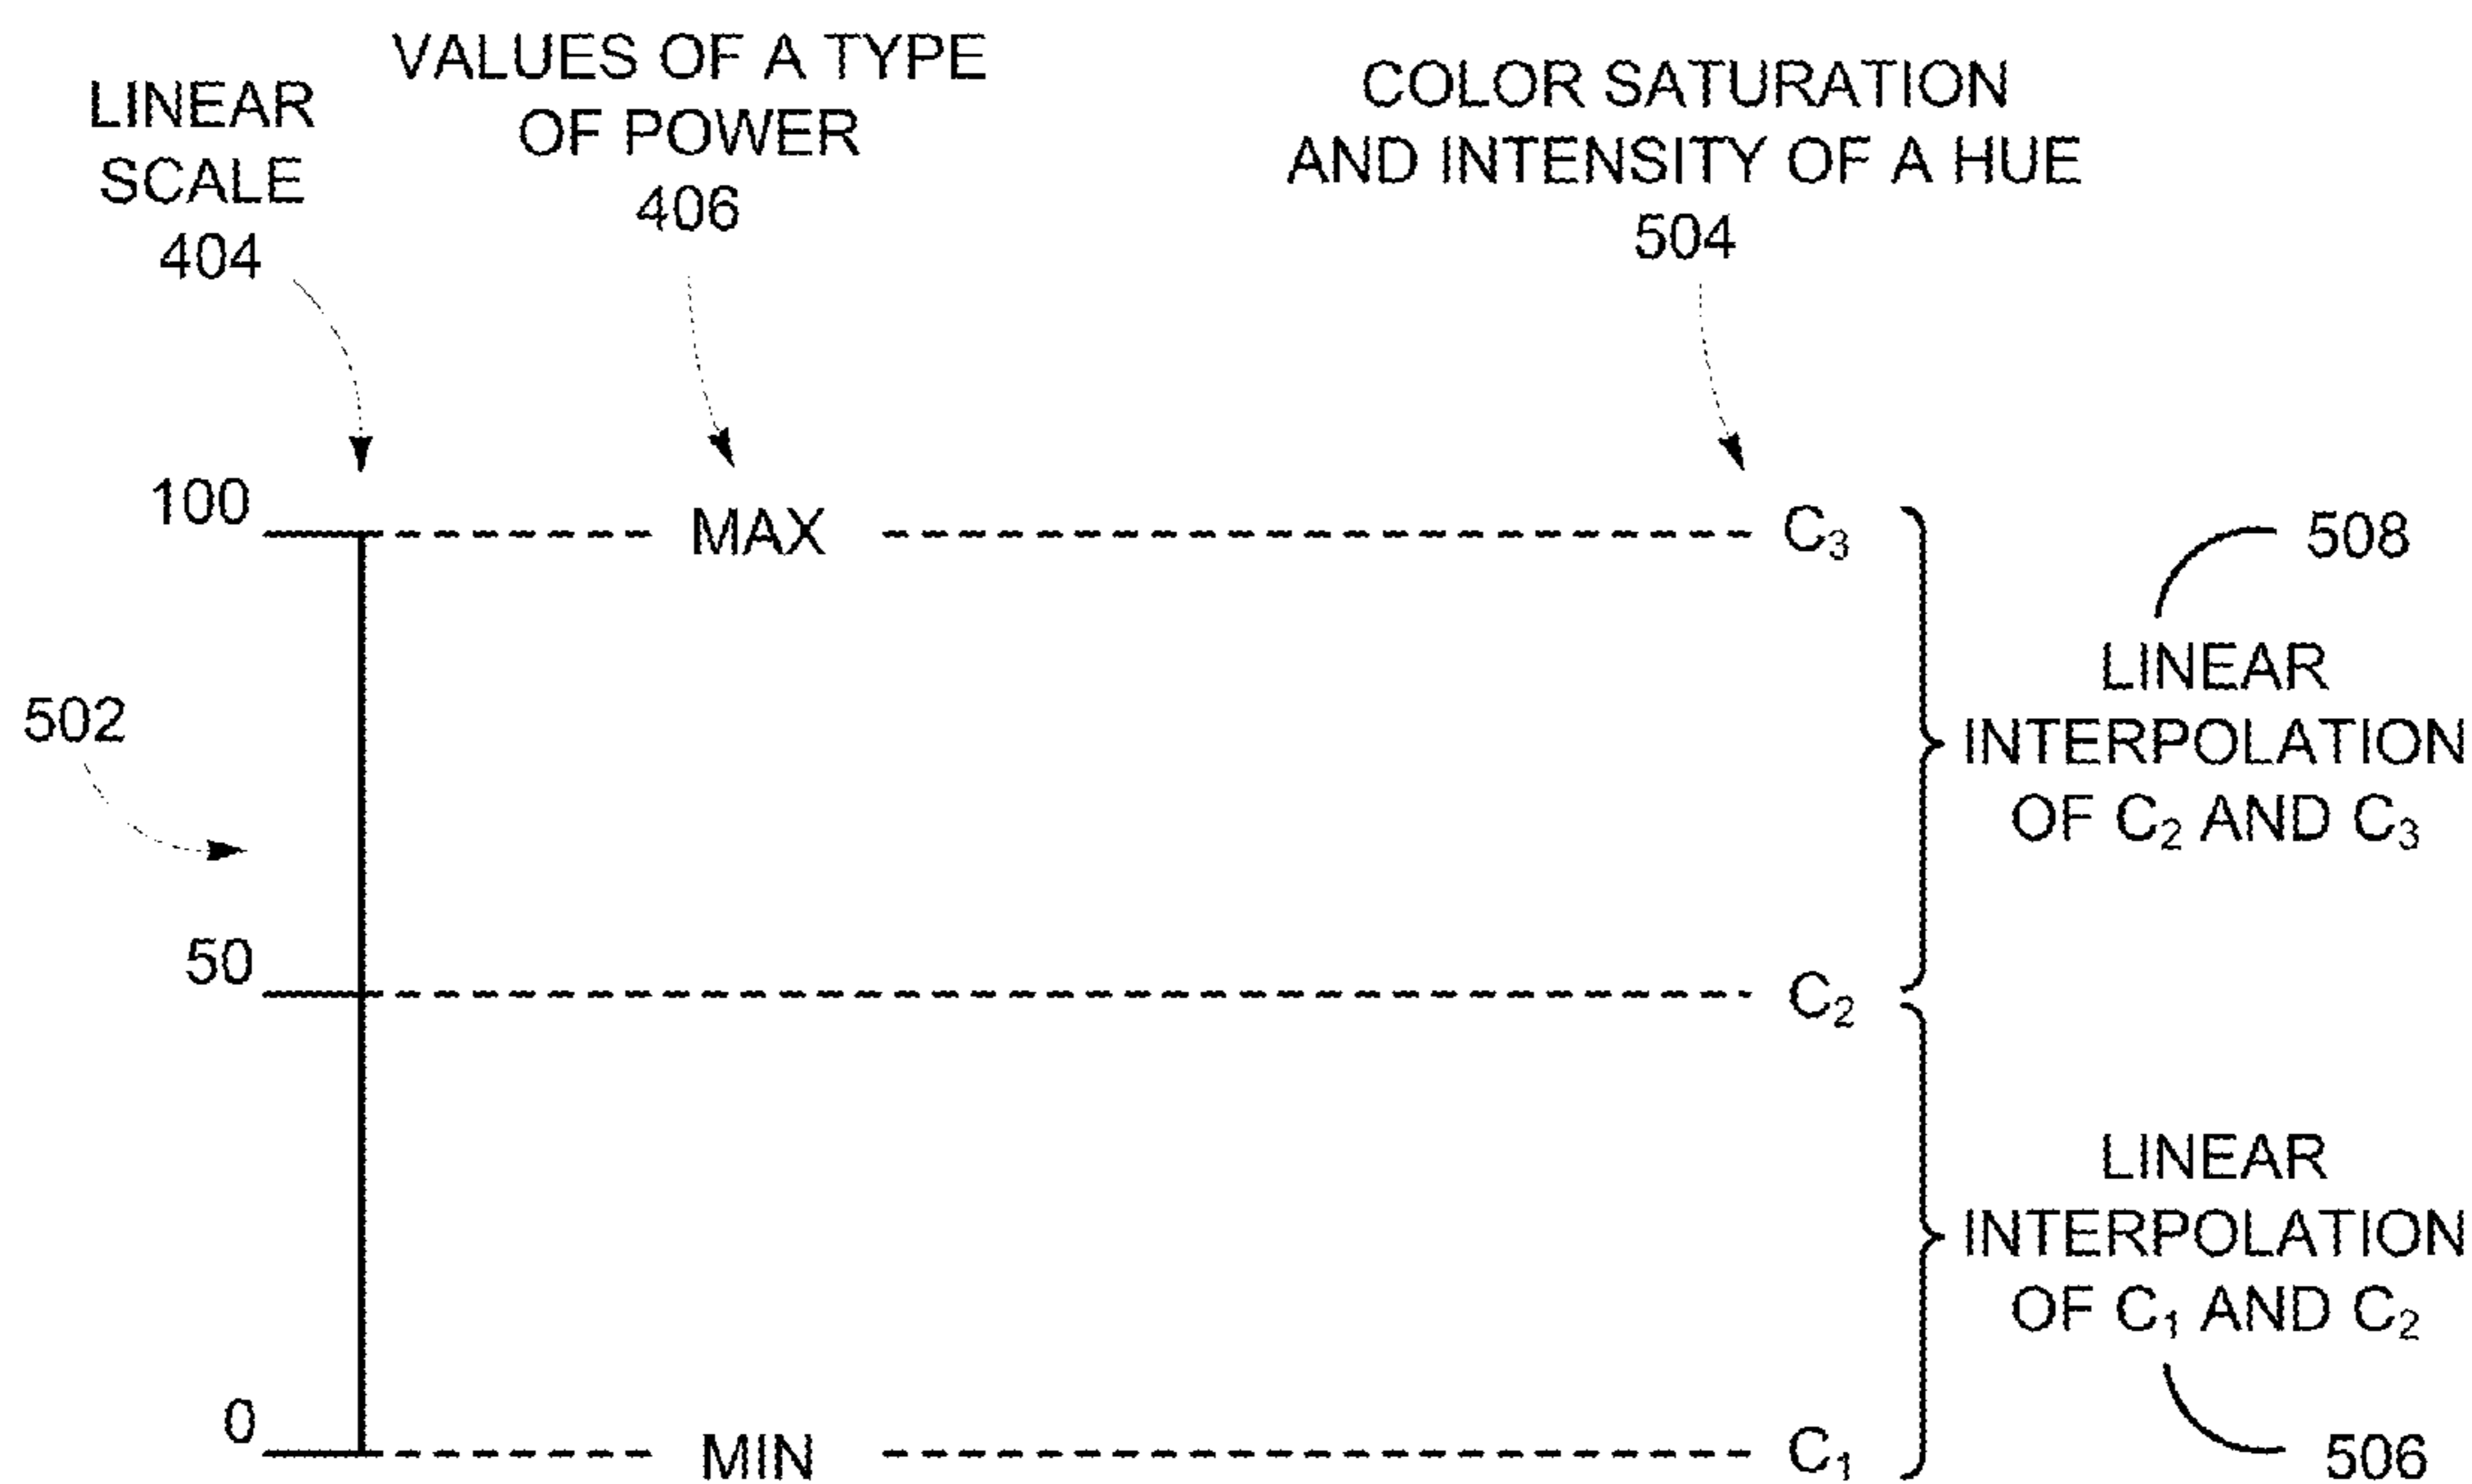 LINEAR
SCALE
404
VALUES OF A TYPE
OF POWER
406
COLOR SATURATION
AND INTENSITY OF A HUE
504
100
MAX
C₃
508
LINEAR
INTERPOLATION
OF C₂ AND C₃
502
50
C₂
LINEAR
INTERPOLATION
OF C₁ AND C₂
0
MIN
C₁
506